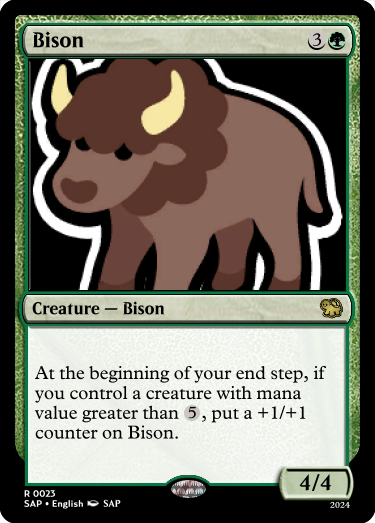 Bison 3
Creature — Bison
At the beginning of your end step, if
you control a creature with mana
value greater than 5, put a +1/+1
counter on Bison.
4/4
R 0023
SAP • English SAP
2024